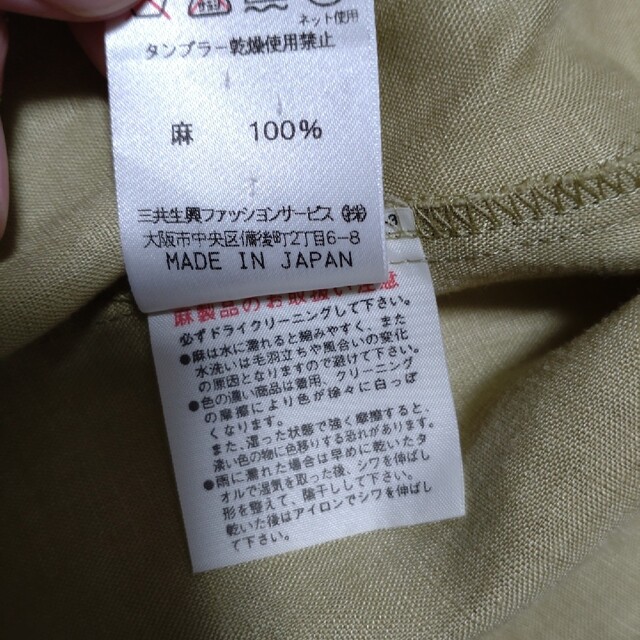 ネット使用
タンブラー乾燥使用禁止
麻 100%
三共生興ファッションサービス (株)
大阪市中央区備後町2丁目6-8
MADE IN JAPAN
麻製品のお取扱い注意
必ずドライクリーニングして下さい。
●麻は水に濡れると縮みやすく、また
水洗いは毛羽立ちや風合いの変化
の原因となりますので避けて下さい。
●色の濃い商品は着用、クリーニング
の摩擦により色が徐々に白っぽ
くなります。
また、湿った状態で強く摩擦すると、
淡い色の物に色移りする恐れがあります。
●雨に濡れた場合は早めに乾いたタ
オルで湿気を取った後、シワを伸ばし
形を整えて、陰干しして下さい。
乾いた後はアイロンでシワを伸ばし
て下さい。